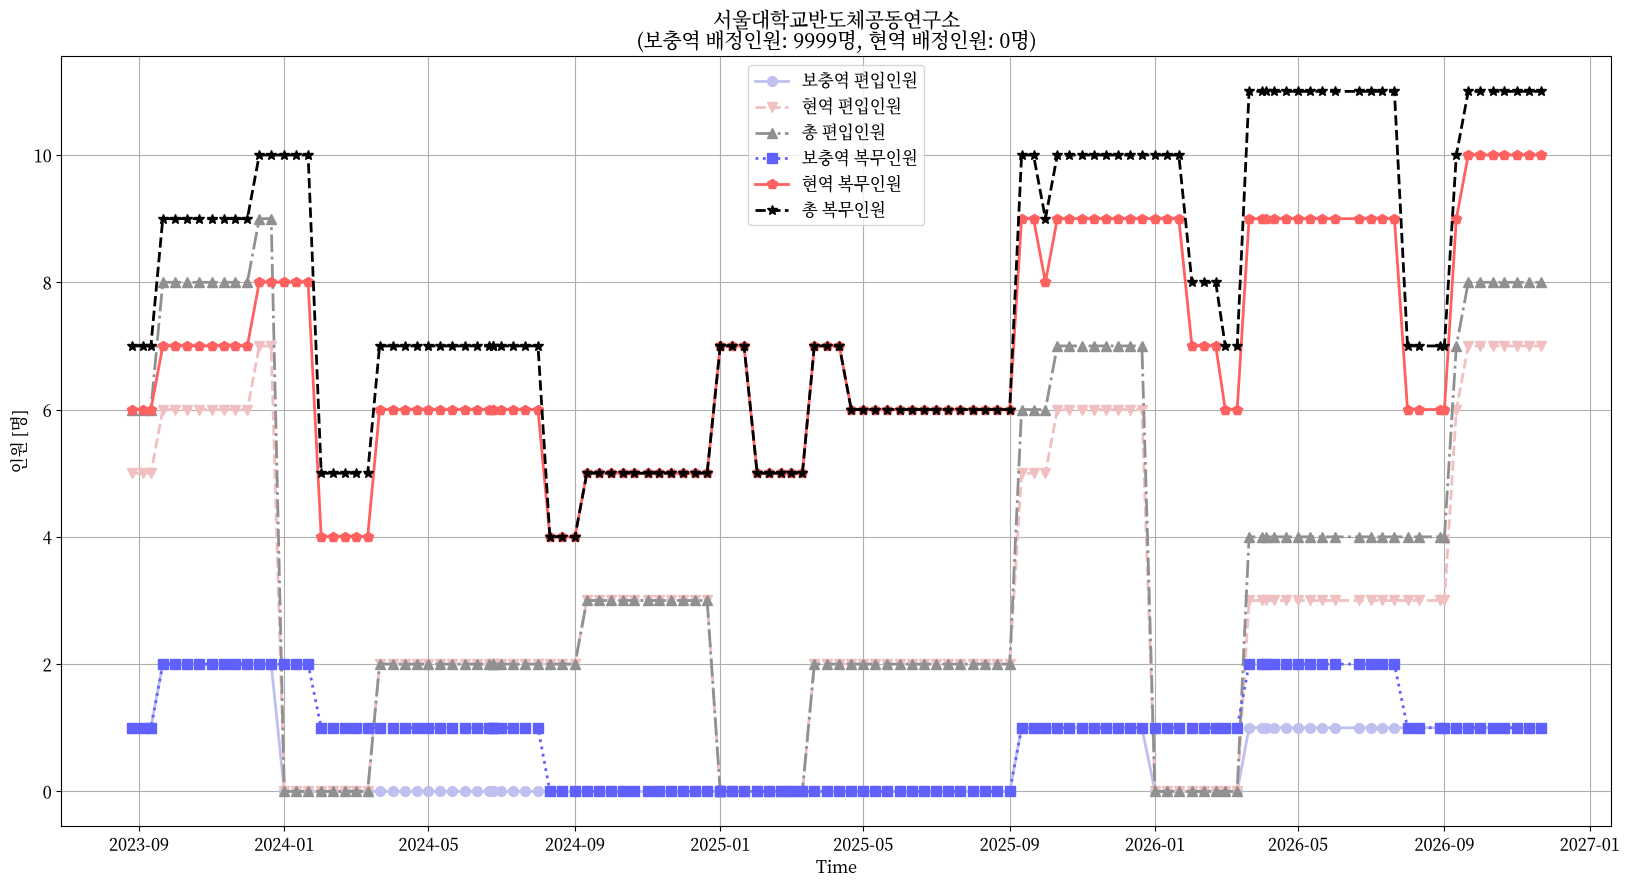 서울대학교반도체공동연구소
(보충역 배정인원: 9999명, 현역 배정인원: 0명)
보충역 편입인원
현역 편입인원
총 편입인원
보충역 복무인원
현역 복무인원
총 복무인원
인원 [명]
10
8
6
4
2
0
2023-09
2024-01
2024-05
2024-09
2025-01
2025-05
2025-09
2026-01
2026-05
2026-09
2027-01
Time